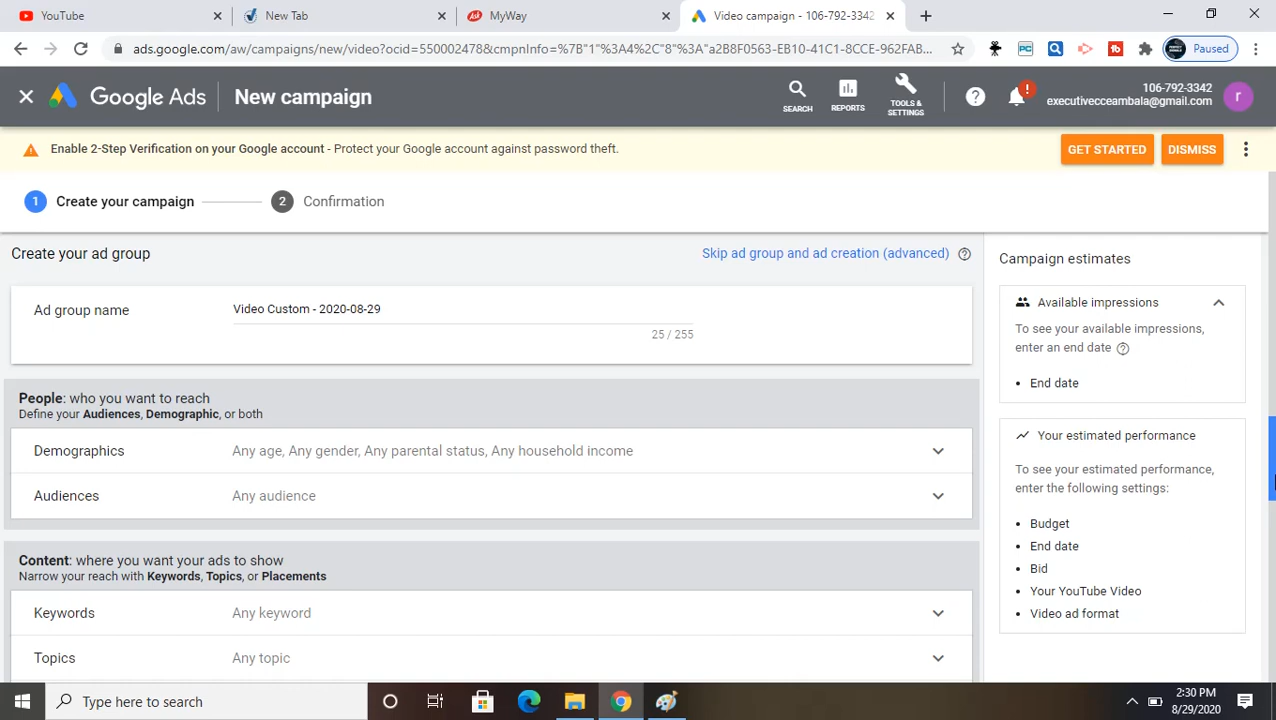 YouTube
New Tab
Ask MyWay
Video campaign - 106-792-3342
ads.google.com/aw/campaigns/new/video?ocid=550002478&cmpnInfo=%7B"1"%3A4%2C"8"%3A"a2B8F0563-EB10-41C1-8CCE-962FAB...
PC
Paused
Google Ads
New campaign
SEARCH
REPORTS
TOOLS & SETTINGS
106-792-3342
executivecceambala@gmail.com
r
Enable 2-Step Verification on your Google account - Protect your Google account against password theft.
GET STARTED
DISMISS
1 Create your campaign
2 Confirmation
Create your ad group
Skip ad group and ad creation (advanced)
Ad group name
Video Custom - 2020-08-29
25 / 255
People: who you want to reach
Define your Audiences, Demographic, or both
Demographics
Any age, Any gender, Any parental status, Any household income
Audiences
Any audience
Content: where you want your ads to show
Narrow your reach with Keywords, Topics, or Placements
Keywords
Any keyword
Topics
Any topic
Campaign estimates
Available impressions
To see your available impressions,
enter an end date
• End date
Your estimated performance
To see your estimated performance,
enter the following settings:
• Budget
• End date
• Bid
• Your YouTube Video
• Video ad format
Type here to search
2:30 PM
8/29/2020